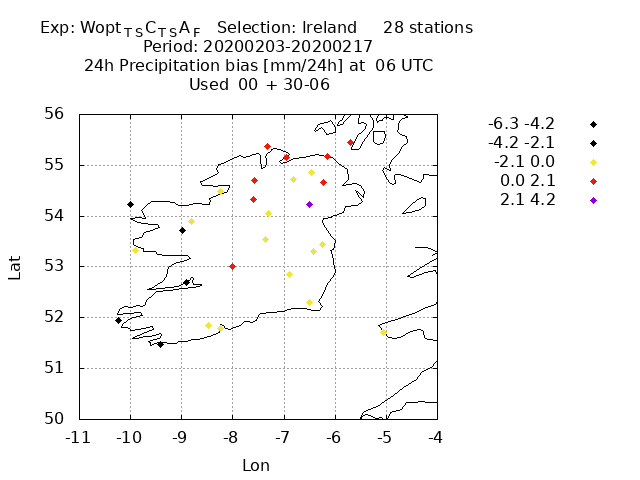 Exp: Wopt_TS C_TS A_F Selection: Ireland 28 stations
Period: 20200203-20200217
24h Precipitation bias [mm/24h] at 06 UTC
Used 00 + 30-06
-6.3 -4.2
-4.2 -2.1
-2.1 0.0
0.0 2.1
2.1 4.2
56
55
54
53
52
51
50
Lat
-11 -10 -9 -8 -7 -6 -5 -4
Lon